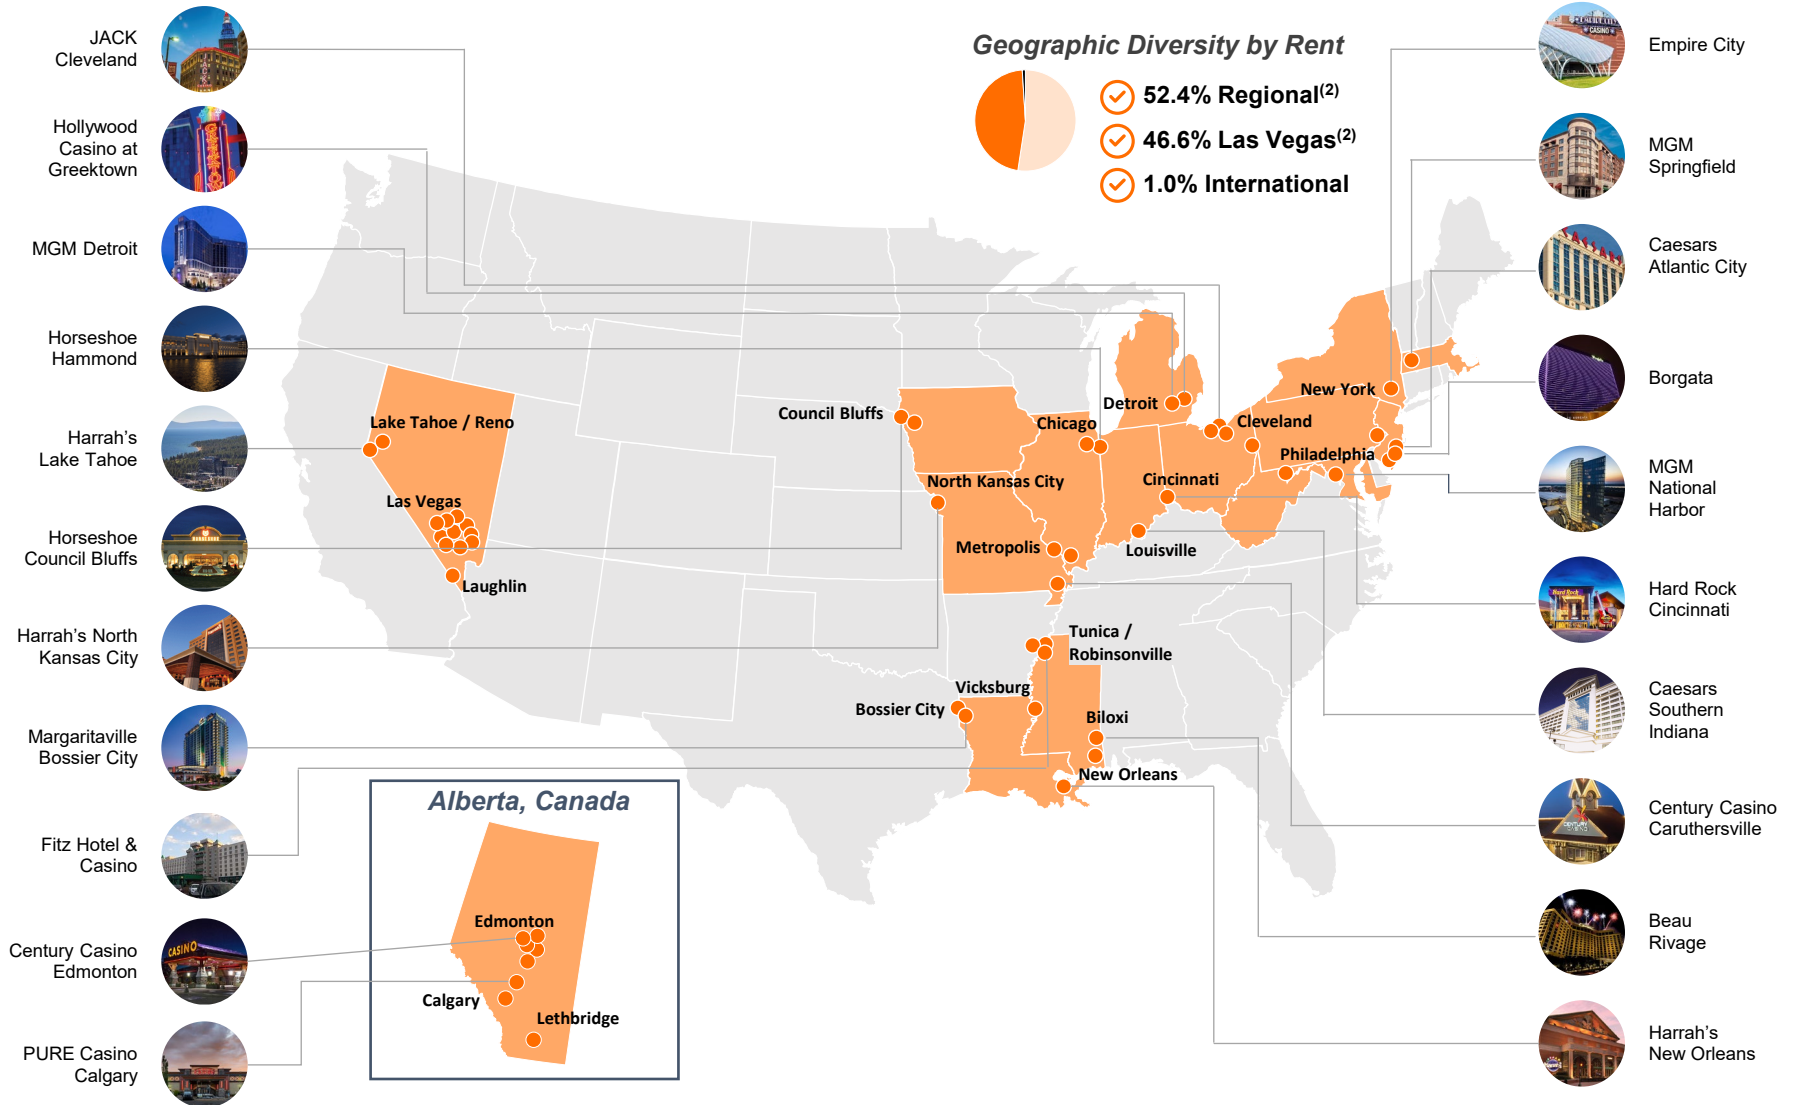 JACK
Cleveland
Hollywood
Casino at
Greektown
MGM Detroit
Horseshoe
Hammond
Harrah's
Lake Tahoe
Horseshoe
Council Bluffs
Harrah's North
Kansas City
Margaritaville
Bossier City
Fitz Hotel &
Casino
Century Casino
Edmonton
PURE Casino
Calgary
Geographic Diversity by Rent
52.4% Regional(2)
46.6% Las Vegas(2)
1.0% International
Lake Tahoe / Reno
Las Vegas
Laughlin
Council Bluffs
North Kansas City
Chicago
Detroit
Cleveland
New York
Philadelphia
Cincinnati
Louisville
Metropolis
Tunica /
Robinsonville
Vicksburg
Bossier City
Biloxi
New Orleans
Alberta, Canada
Edmonton
Calgary
Lethbridge
Empire City
MGM
Springfield
Caesars
Atlantic City
Borgata
MGM
National
Harbor
Hard Rock
Cincinnati
Caesars
Southern
Indiana
Century Casino
Caruthersville
Beau
Rivage
Harrah's
New Orleans